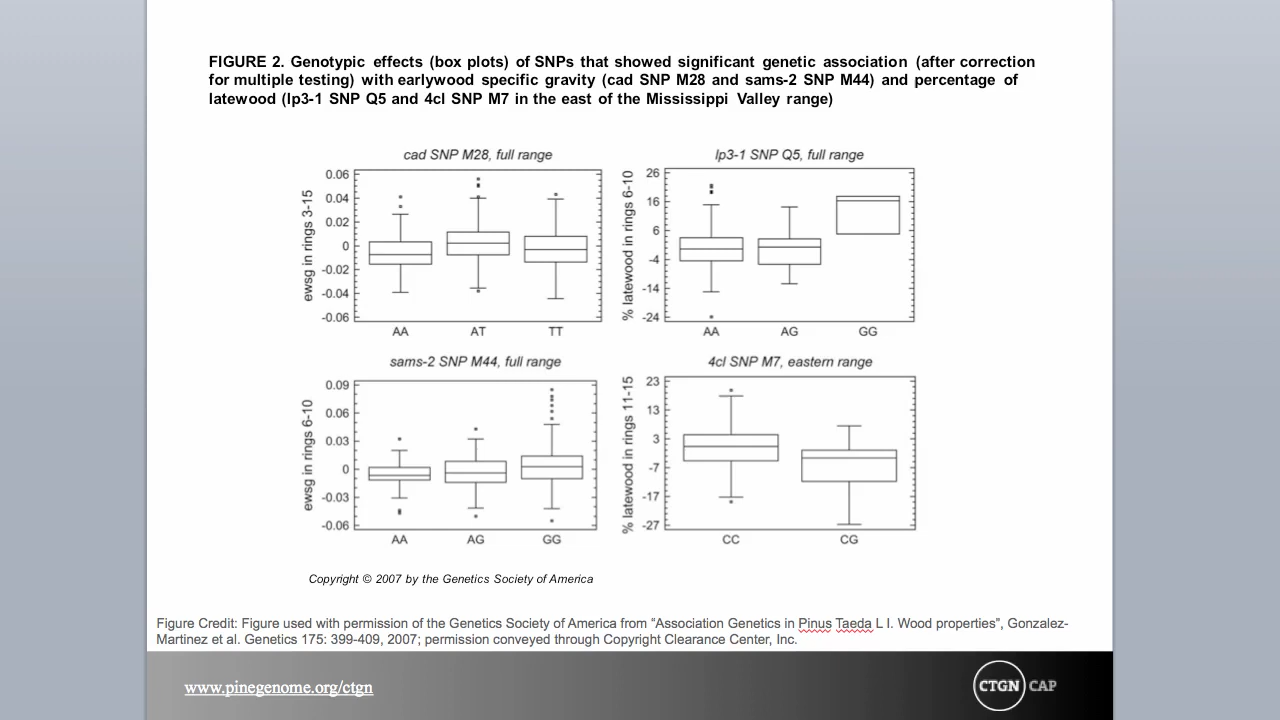 FIGURE 2. Genotypic effects (box plots) of SNPs that showed significant genetic association (after correction
for multiple testing) with earlywood specific gravity (cad SNP M28 and sams-2 SNP M44) and percentage of
latewood (lp3-1 SNP Q5 and 4cl SNP M7 in the east of the Mississippi Valley range)
cad SNP M28, full range
ewsg in rings 3-15
0.06
0.04
0.02
0
-0.02
-0.04
-0.06
AA AT TT
lp3-1 SNP Q5, full range
% latewood in rings 6-10
26
16
6
-4
-14
-24
AA AG GG
sams-2 SNP M44, full range
ewsg in rings 6-10
0.09
0.06
0.03
0
-0.03
-0.06
AA AG GG
4cl SNP M7, eastern range
% latewood in rings 11-15
23
13
3
-7
-17
-27
CC CG
Copyright © 2007 by the Genetics Society of America
Figure Credit: Figure used with permission of the Genetics Society of America from “Association Genetics in Pinus Taeda L I. Wood properties”, Gonzalez-
Martinez et al. Genetics 175: 399-409, 2007; permission conveyed through Copyright Clearance Center, Inc.
www.pinegenome.org/ctgn
CTGN CAP